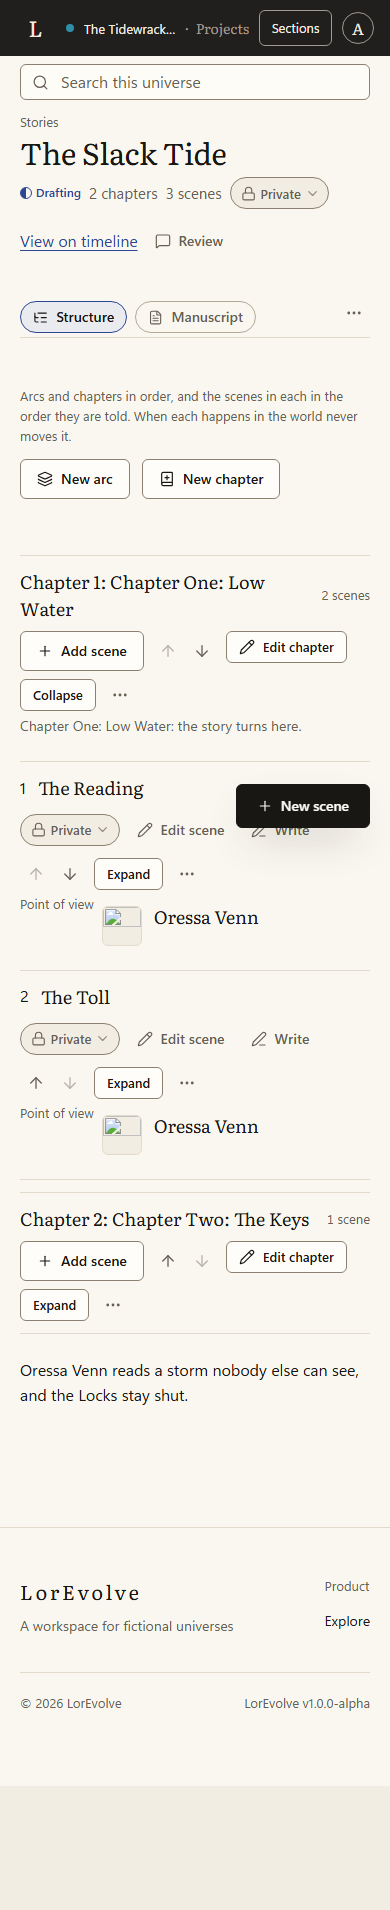 L
The Tidewrack... · Projects
Sections
A
Search this universe
Stories
The Slack Tide
Drafting 2 chapters 3 scenes Private
View on timeline Review
Structure Manuscript
Arcs and chapters in order, and the scenes in each in the
order they are told. When each happens in the world never
moves it.
New arc New chapter
Chapter 1: Chapter One: Low
Water
2 scenes
Add scene Edit chapter
Collapse
Chapter One: Low Water: the story turns here.
1 The Reading
New scene
Private Edit scene Write
Expand
Point of view Oressa Venn
2 The Toll
Private Edit scene Write
Expand
Point of view Oressa Venn
Chapter 2: Chapter Two: The Keys 1 scene
Add scene Edit chapter
Expand
Oressa Venn reads a storm nobody else can see,
and the Locks stay shut.
LorEvolve
A workspace for fictional universes
Product
Explore
© 2026 LorEvolve LorEvolve v1.0.0-alpha